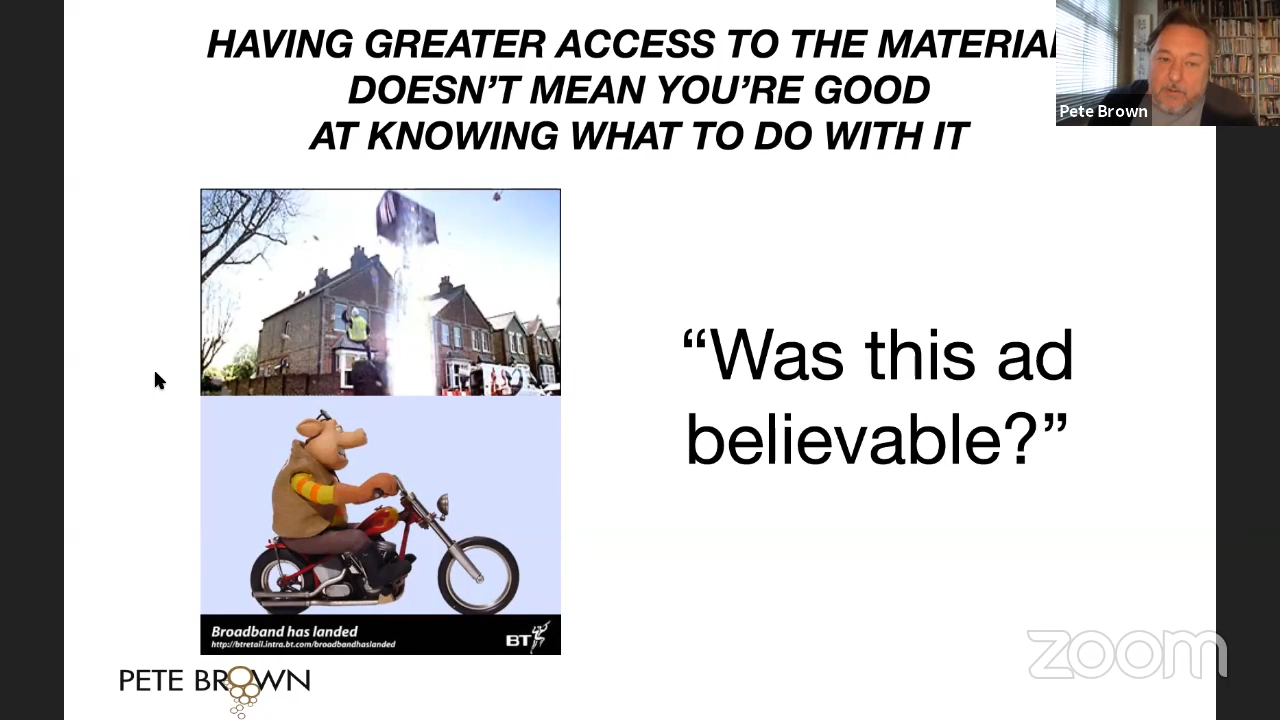 HAVING GREATER ACCESS TO THE MATERIAL
DOESN'T MEAN YOU'RE GOOD
AT KNOWING WHAT TO DO WITH IT
Pete Brown
“Was this ad
believable?”
Broadband has landed
http://btretail.intra.bt.com/broadbandhaslanded
BT
PETE BROWN
zoom